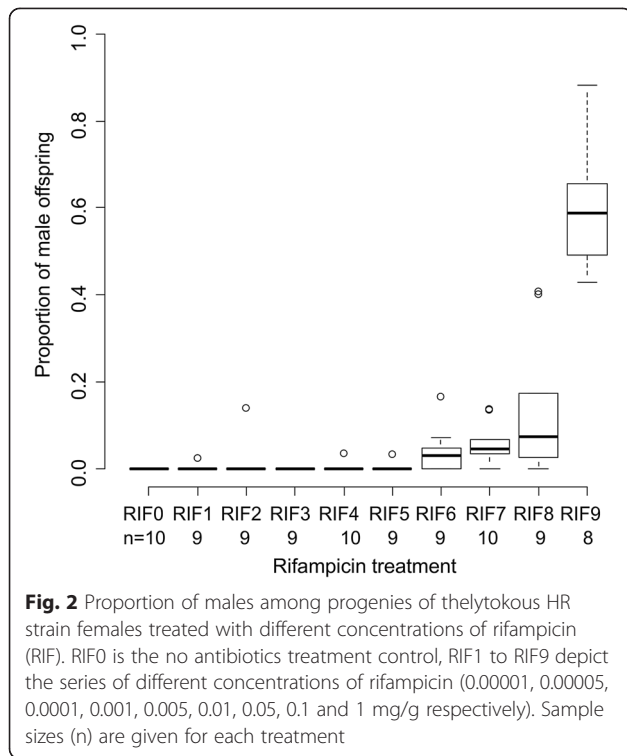 1.0
0.8
0.6
0.4
0.2
0.0
Proportion of male offspring
RIF0 RIF1 RIF2 RIF3 RIF4 RIF5 RIF6 RIF7 RIF8 RIF9
n=10 9 9 9 10 9 9 10 9 8
Rifampicin treatment
Fig. 2 Proportion of males among progenies of thelytokous HR
strain females treated with different concentrations of rifampicin
(RIF). RIF0 is the no antibiotics treatment control, RIF1 to RIF9 depict
the series of different concentrations of rifampicin (0.00001, 0.00005,
0.0001, 0.001, 0.005, 0.01, 0.05, 0.1 and 1 mg/g respectively). Sample
sizes (n) are given for each treatment